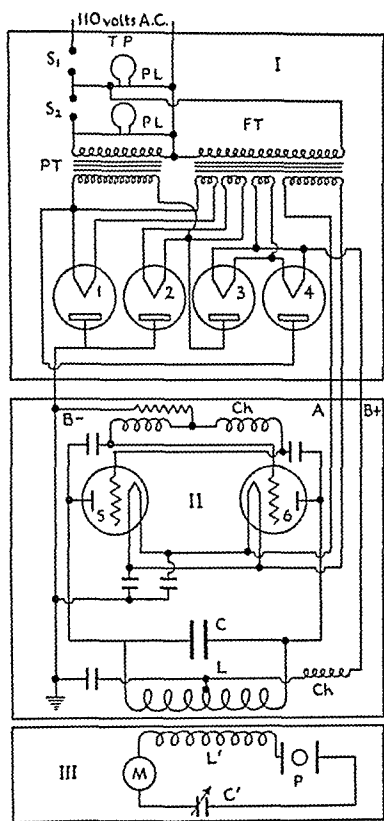 110 volts A.C.
T P
S1
PL
I
S2
PL
FT
PT
1
2
3
4
B-
Ch
A
B+
5
II
6
C
L
Ch
L'
III
M
P
C'